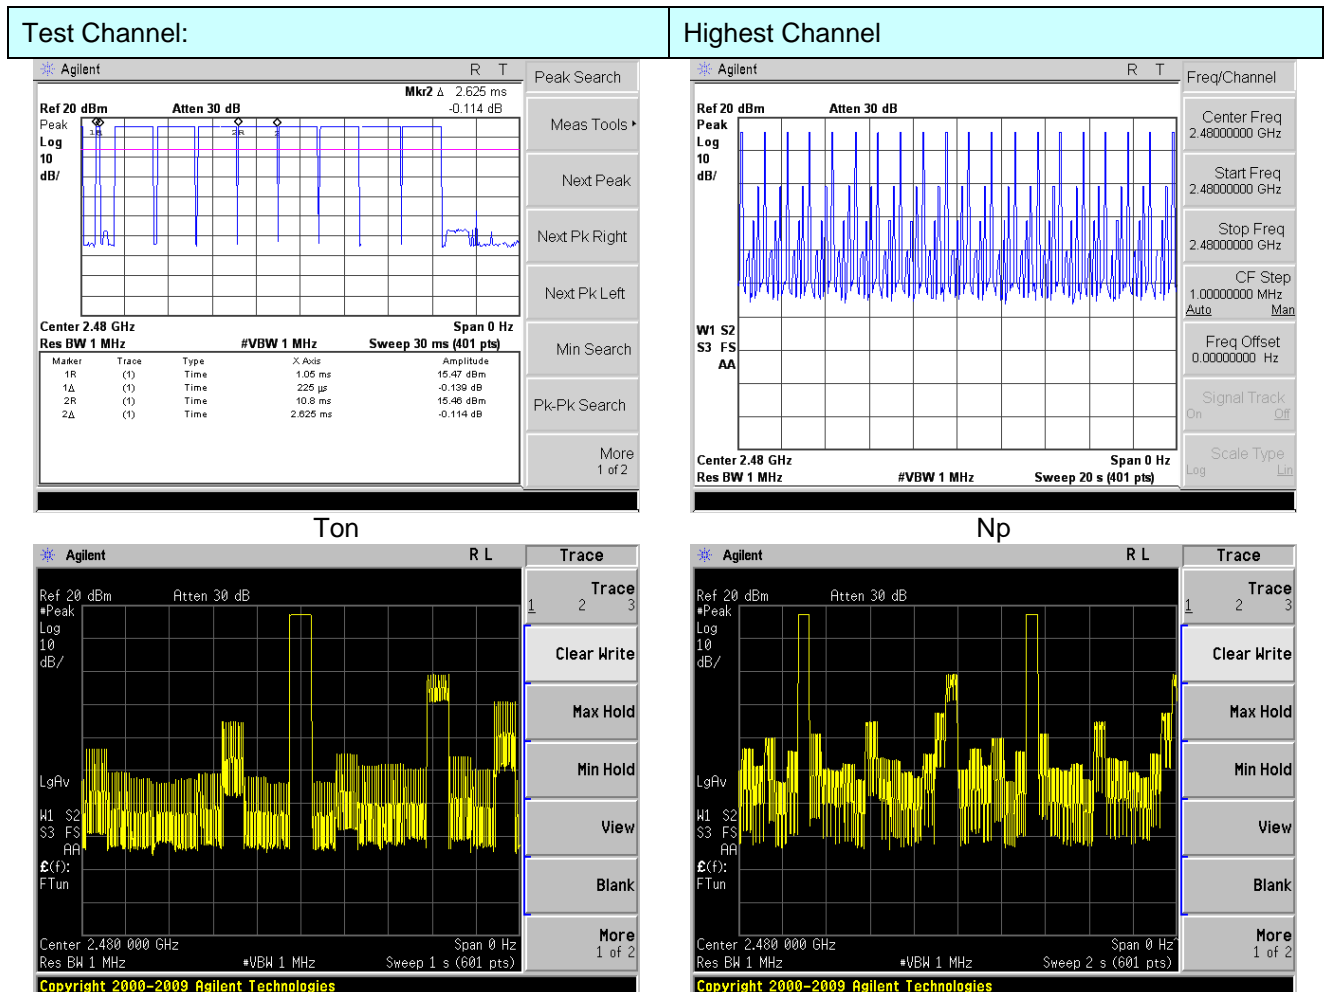 Test Channel:
Highest Channel
Agilent
R T
Peak Search
Mkr2 Δ 2.625 ms
Ref 20 dBm
Atten 30 dB
-0.114 dB
Peak
Log
10
dB/
1R
2R
2
Meas Tools
Next Peak
Next Pk Right
Next Pk Left
Min Search
Pk-Pk Search
More
1 of 2
Center 2.48 GHz
Span 0 Hz
Res BW 1 MHz
#VBW 1 MHz
Sweep 30 ms (401 pts)
Marker Trace Type X Axis Amplitude
1R (1) Time 1.05 ms 15.47 dBm
1Δ (1) Time 225 µs -0.139 dB
2R (1) Time 10.8 ms 15.46 dBm
2Δ (1) Time 2.625 ms -0.114 dB
Agilent
R T
Freq/Channel
Ref 20 dBm
Atten 30 dB
Peak
Log
10
dB/
W1 S2
S3 FS
AA
Center Freq
2.48000000 GHz
Start Freq
2.48000000 GHz
Stop Freq
2.48000000 GHz
CF Step
1.00000000 MHz
Auto Man
Freq Offset
0.00000000 Hz
Signal Track
On Off
Scale Type
Log Lin
Center 2.48 GHz
Span 0 Hz
Res BW 1 MHz
#VBW 1 MHz
Sweep 20 s (401 pts)
Ton
Np
Agilent
R L
Trace
Ref 20 dBm
Atten 30 dB
#Peak
Log
10
dB/
LgAv
W1 S2
S3 FS
AA
£(f):
FTun
Trace
1 2 3
Clear Write
Max Hold
Min Hold
View
Blank
More
1 of 2
Center 2.480 000 GHz
Span 0 Hz
Res BW 1 MHz
#VBW 1 MHz
Sweep 1 s (601 pts)
Copyright 2000-2009 Agilent Technologies
Agilent
R L
Trace
Ref 20 dBm
Atten 30 dB
#Peak
Log
10
dB/
LgAv
W1 S2
S3 FS
AA
£(f):
FTun
Trace
1 2 3
Clear Write
Max Hold
Min Hold
View
Blank
More
1 of 2
Center 2.480 000 GHz
Span 0 Hz^
Res BW 1 MHz
#VBW 1 MHz
Sweep 2 s (601 pts)
Copyright 2000-2009 Agilent Technologies